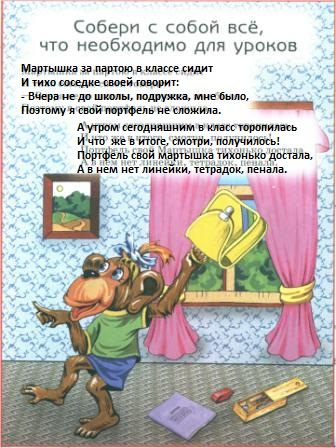 Собери с собой всё,
что необходимо для уроков
Мартышка за партою в классе сидит
И тихо соседке своей говорит:
- Вчера не до школы, подружка, мне было,
Поэтому я свой портфель не сложила.
А утром сегодняшним в класс торопилась
И что же в итоге, смотри, получилось!
Портфель свой мартышка тихонько достала,
А в нем нет линейки, тетрадок, пенала.